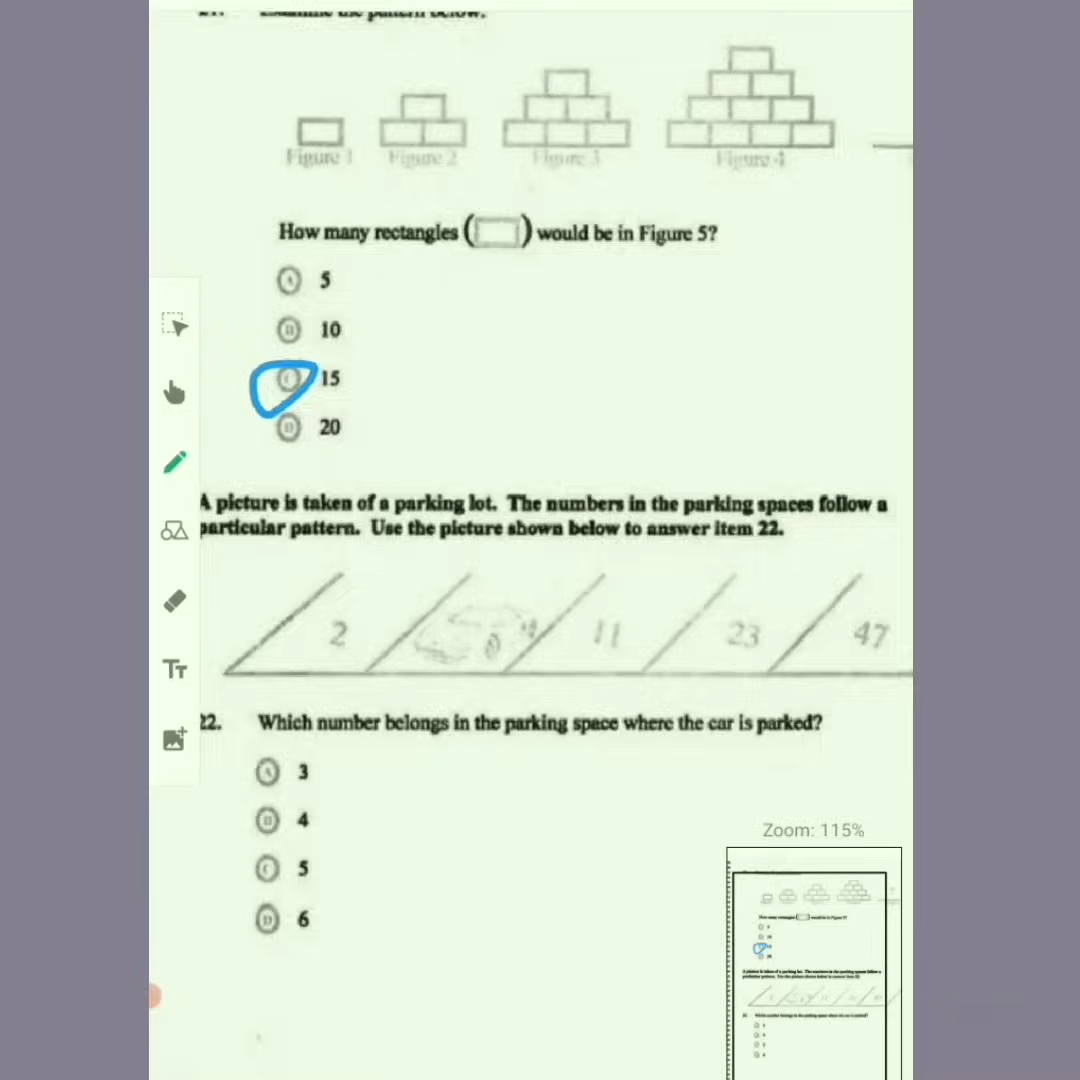 Figure 1 Figure 2 Figure 3 Figure 4
How many rectangles ( ) would be in Figure 5?
A 5
B 10
C 15
D 20
A picture is taken of a parking lot. The numbers in the parking spaces follow a
particular pattern. Use the picture shown below to answer item 22.
2 11 23 47
22. Which number belongs in the parking space where the car is parked?
A 3
B 4
C 5
D 6
TT
Zoom: 115%